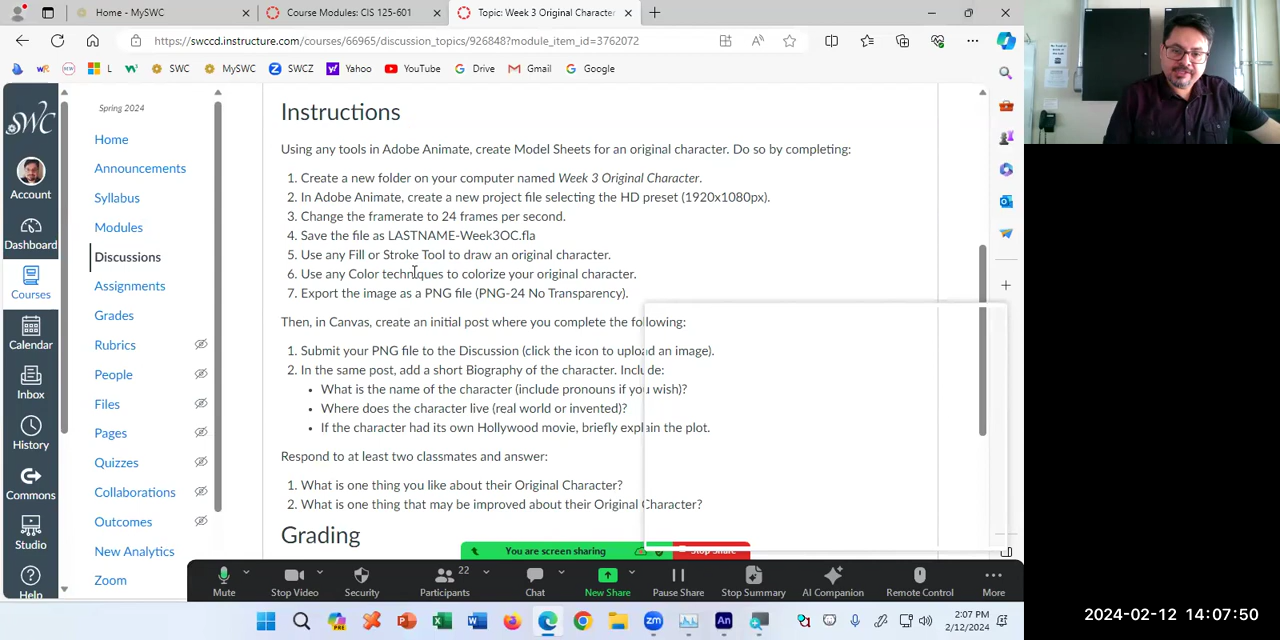 Home - MySWC
Course Modules: CIS 125-601
Topic: Week 3 Original Character
https://swccd.instructure.com/courses/66965/discussion_topics/926848?module_item_id=3762072
L
SWC
MySWC
SWCZ
Yahoo
YouTube
Drive
Gmail
Google
SWC
Account
Dashboard
Courses
Calendar
Inbox
History
Commons
Studio
Help
Spring 2024
Home
Announcements
Syllabus
Modules
Discussions
Assignments
Grades
Rubrics
People
Files
Pages
Quizzes
Collaborations
Outcomes
New Analytics
Zoom
Instructions
Using any tools in Adobe Animate, create Model Sheets for an original character. Do so by completing:
1. Create a new folder on your computer named Week 3 Original Character.
2. In Adobe Animate, create a new project file selecting the HD preset (1920x1080px).
3. Change the framerate to 24 frames per second.
4. Save the file as LASTNAME-Week3OC.fla
5. Use any Fill or Stroke Tool to draw an original character.
6. Use any Color techniques to colorize your original character.
7. Export the image as a PNG file (PNG-24 No Transparency).
Then, in Canvas, create an initial post where you complete the following:
1. Submit your PNG file to the Discussion (click the icon to upload an image).
2. In the same post, add a short Biography of the character. Include:
• What is the name of the character (include pronouns if you wish)?
• Where does the character live (real world or invented)?
• If the character had its own Hollywood movie, briefly explain the plot.
Respond to at least two classmates and answer:
1. What is one thing you like about their Original Character?
2. What is one thing that may be improved about their Original Character?
Grading
You are screen sharing
Stop Share
Mute
Stop Video
Security
Participants
22
Chat
New Share
Pause Share
Stop Summary
AI Companion
Remote Control
More
2:07 PM
2/12/2024
2024-02-12 14:07:50